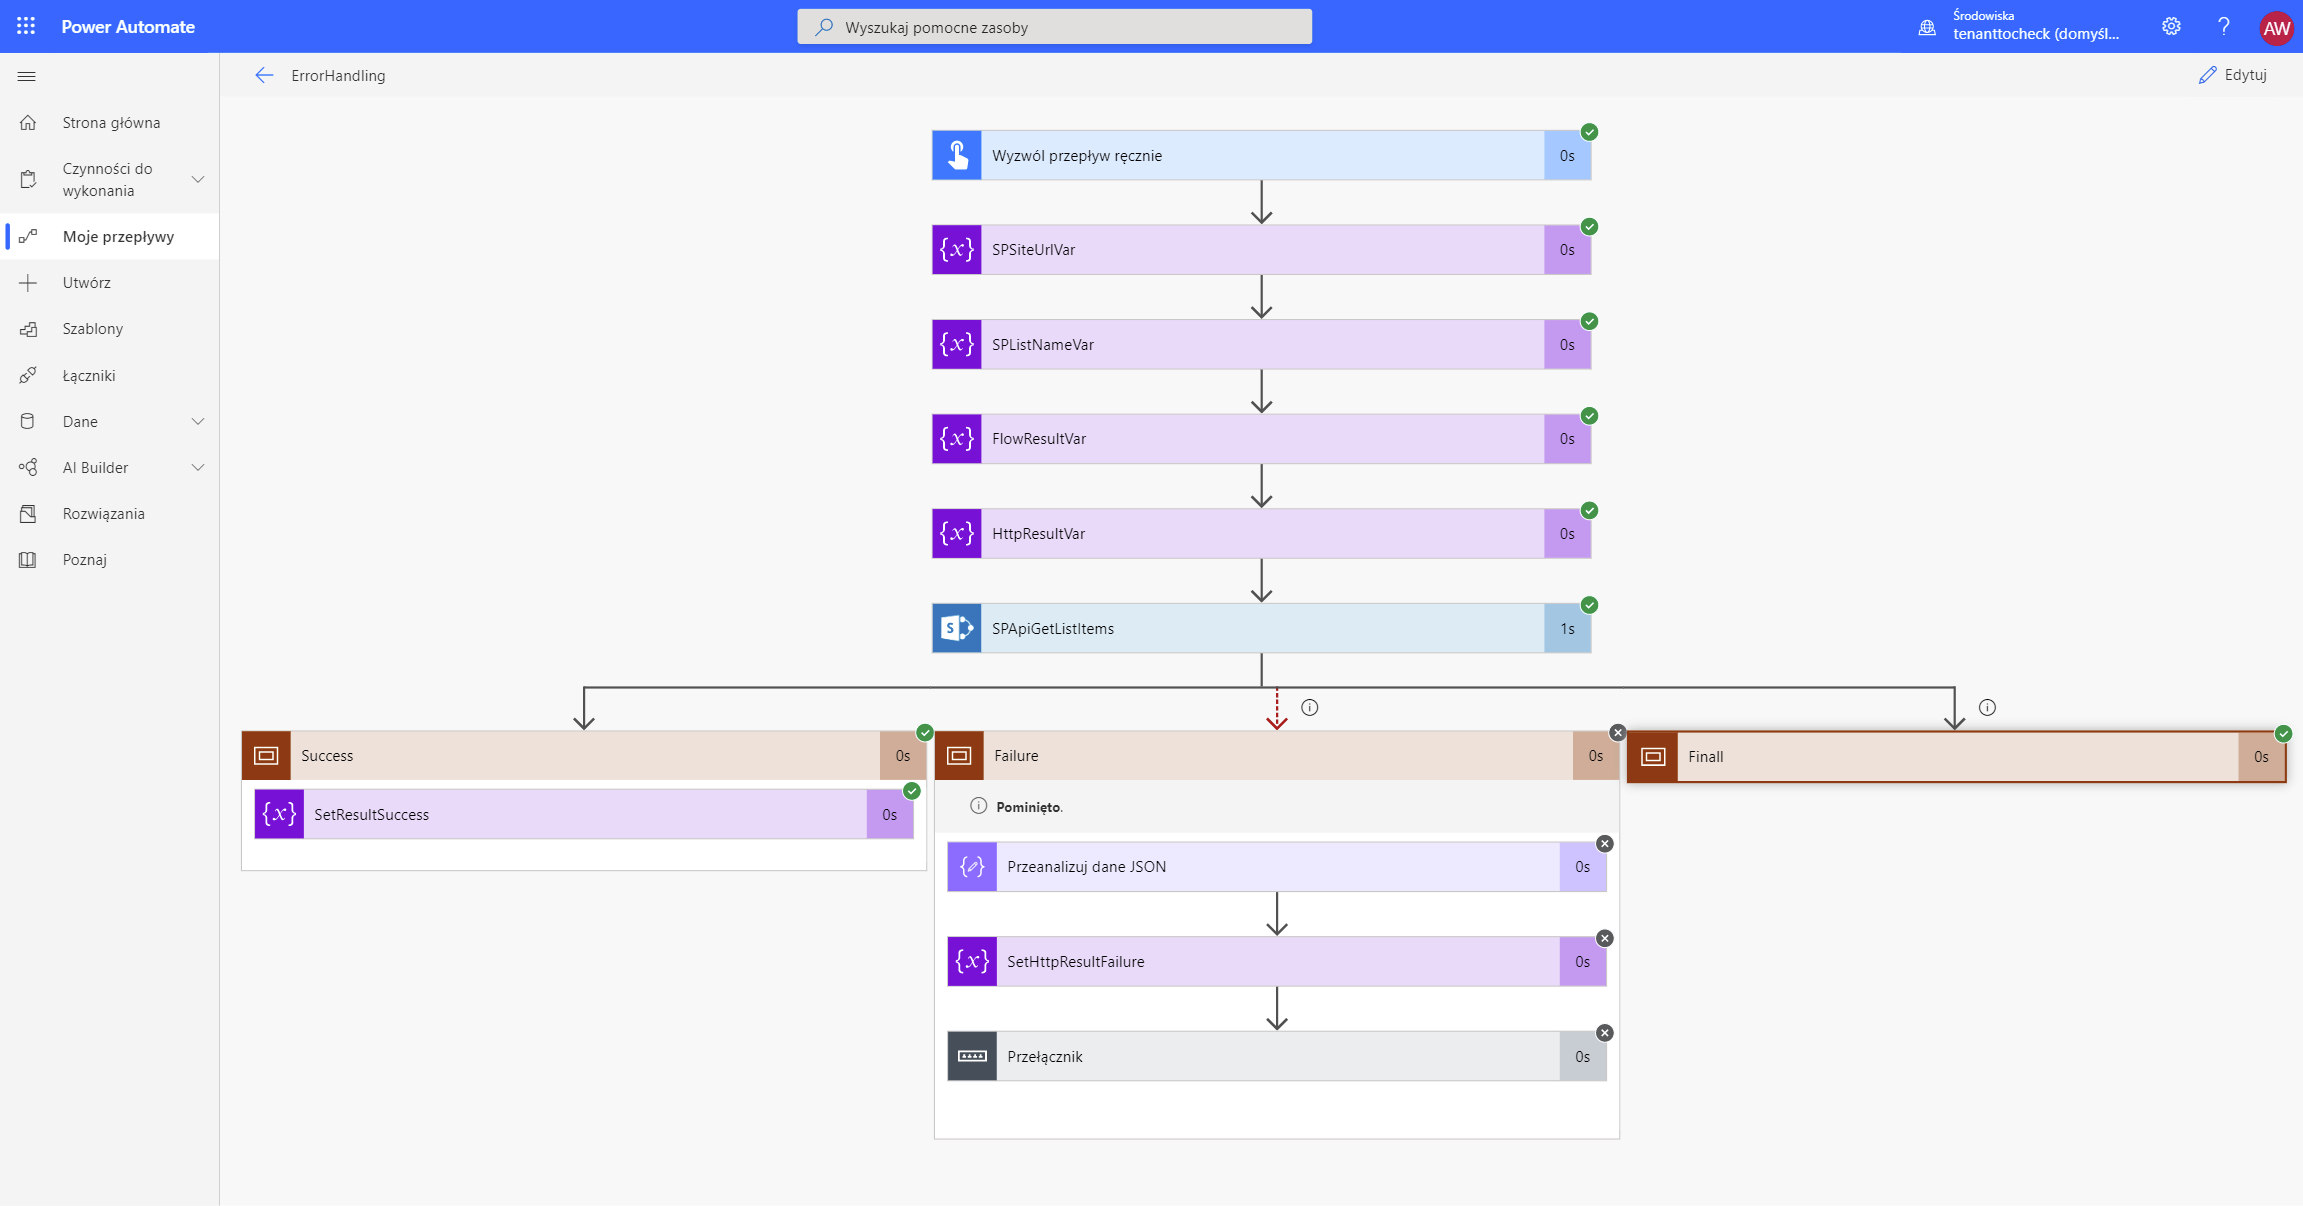 Power Automate
Wyszukaj pomocne zasoby
Środowiska
tenanttocheck (domyśl...
AW
ErrorHandling
Edytuj
Strona główna
Czynności do
wykonania
Moje przepływy
Utwórz
Szablony
Łączniki
Dane
AI Builder
Rozwiązania
Poznaj
Wyzwól przepływ ręcznie
0s
{x}
SPSiteUrlVar
0s
{x}
SPListNameVar
0s
{x}
FlowResultVar
0s
{x}
HttpResultVar
0s
S
SPApiGetListItems
1s
Success
0s
{x}
SetResultSuccess
0s
Failure
0s
Pominięto.
Przeanalizuj dane JSON
0s
{x}
SetHttpResultFailure
0s
Przełącznik
0s
Finall
0s